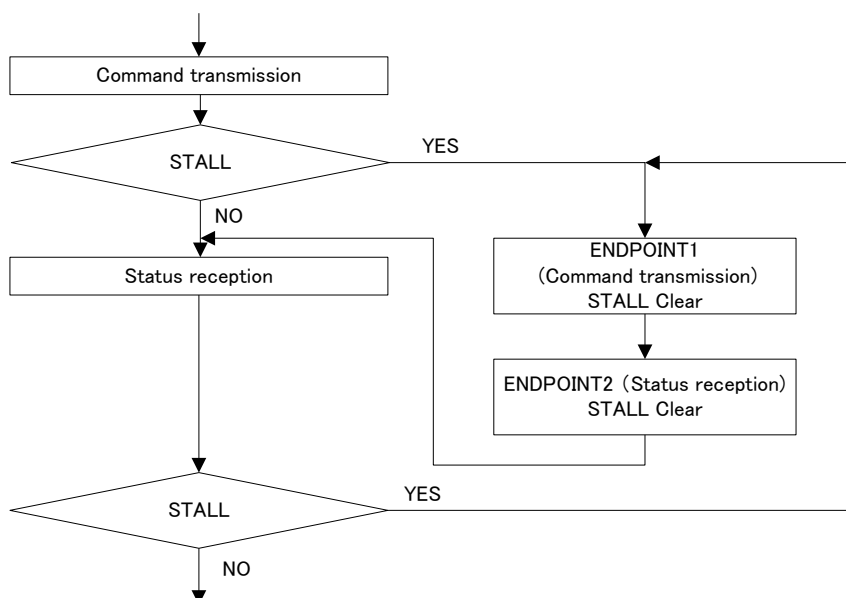 Command transmission
STALL
YES
NO
ENDPOINT1
(Command transmission)
STALL Clear
Status reception
ENDPOINT2 (Status reception)
STALL Clear
STALL
YES
NO